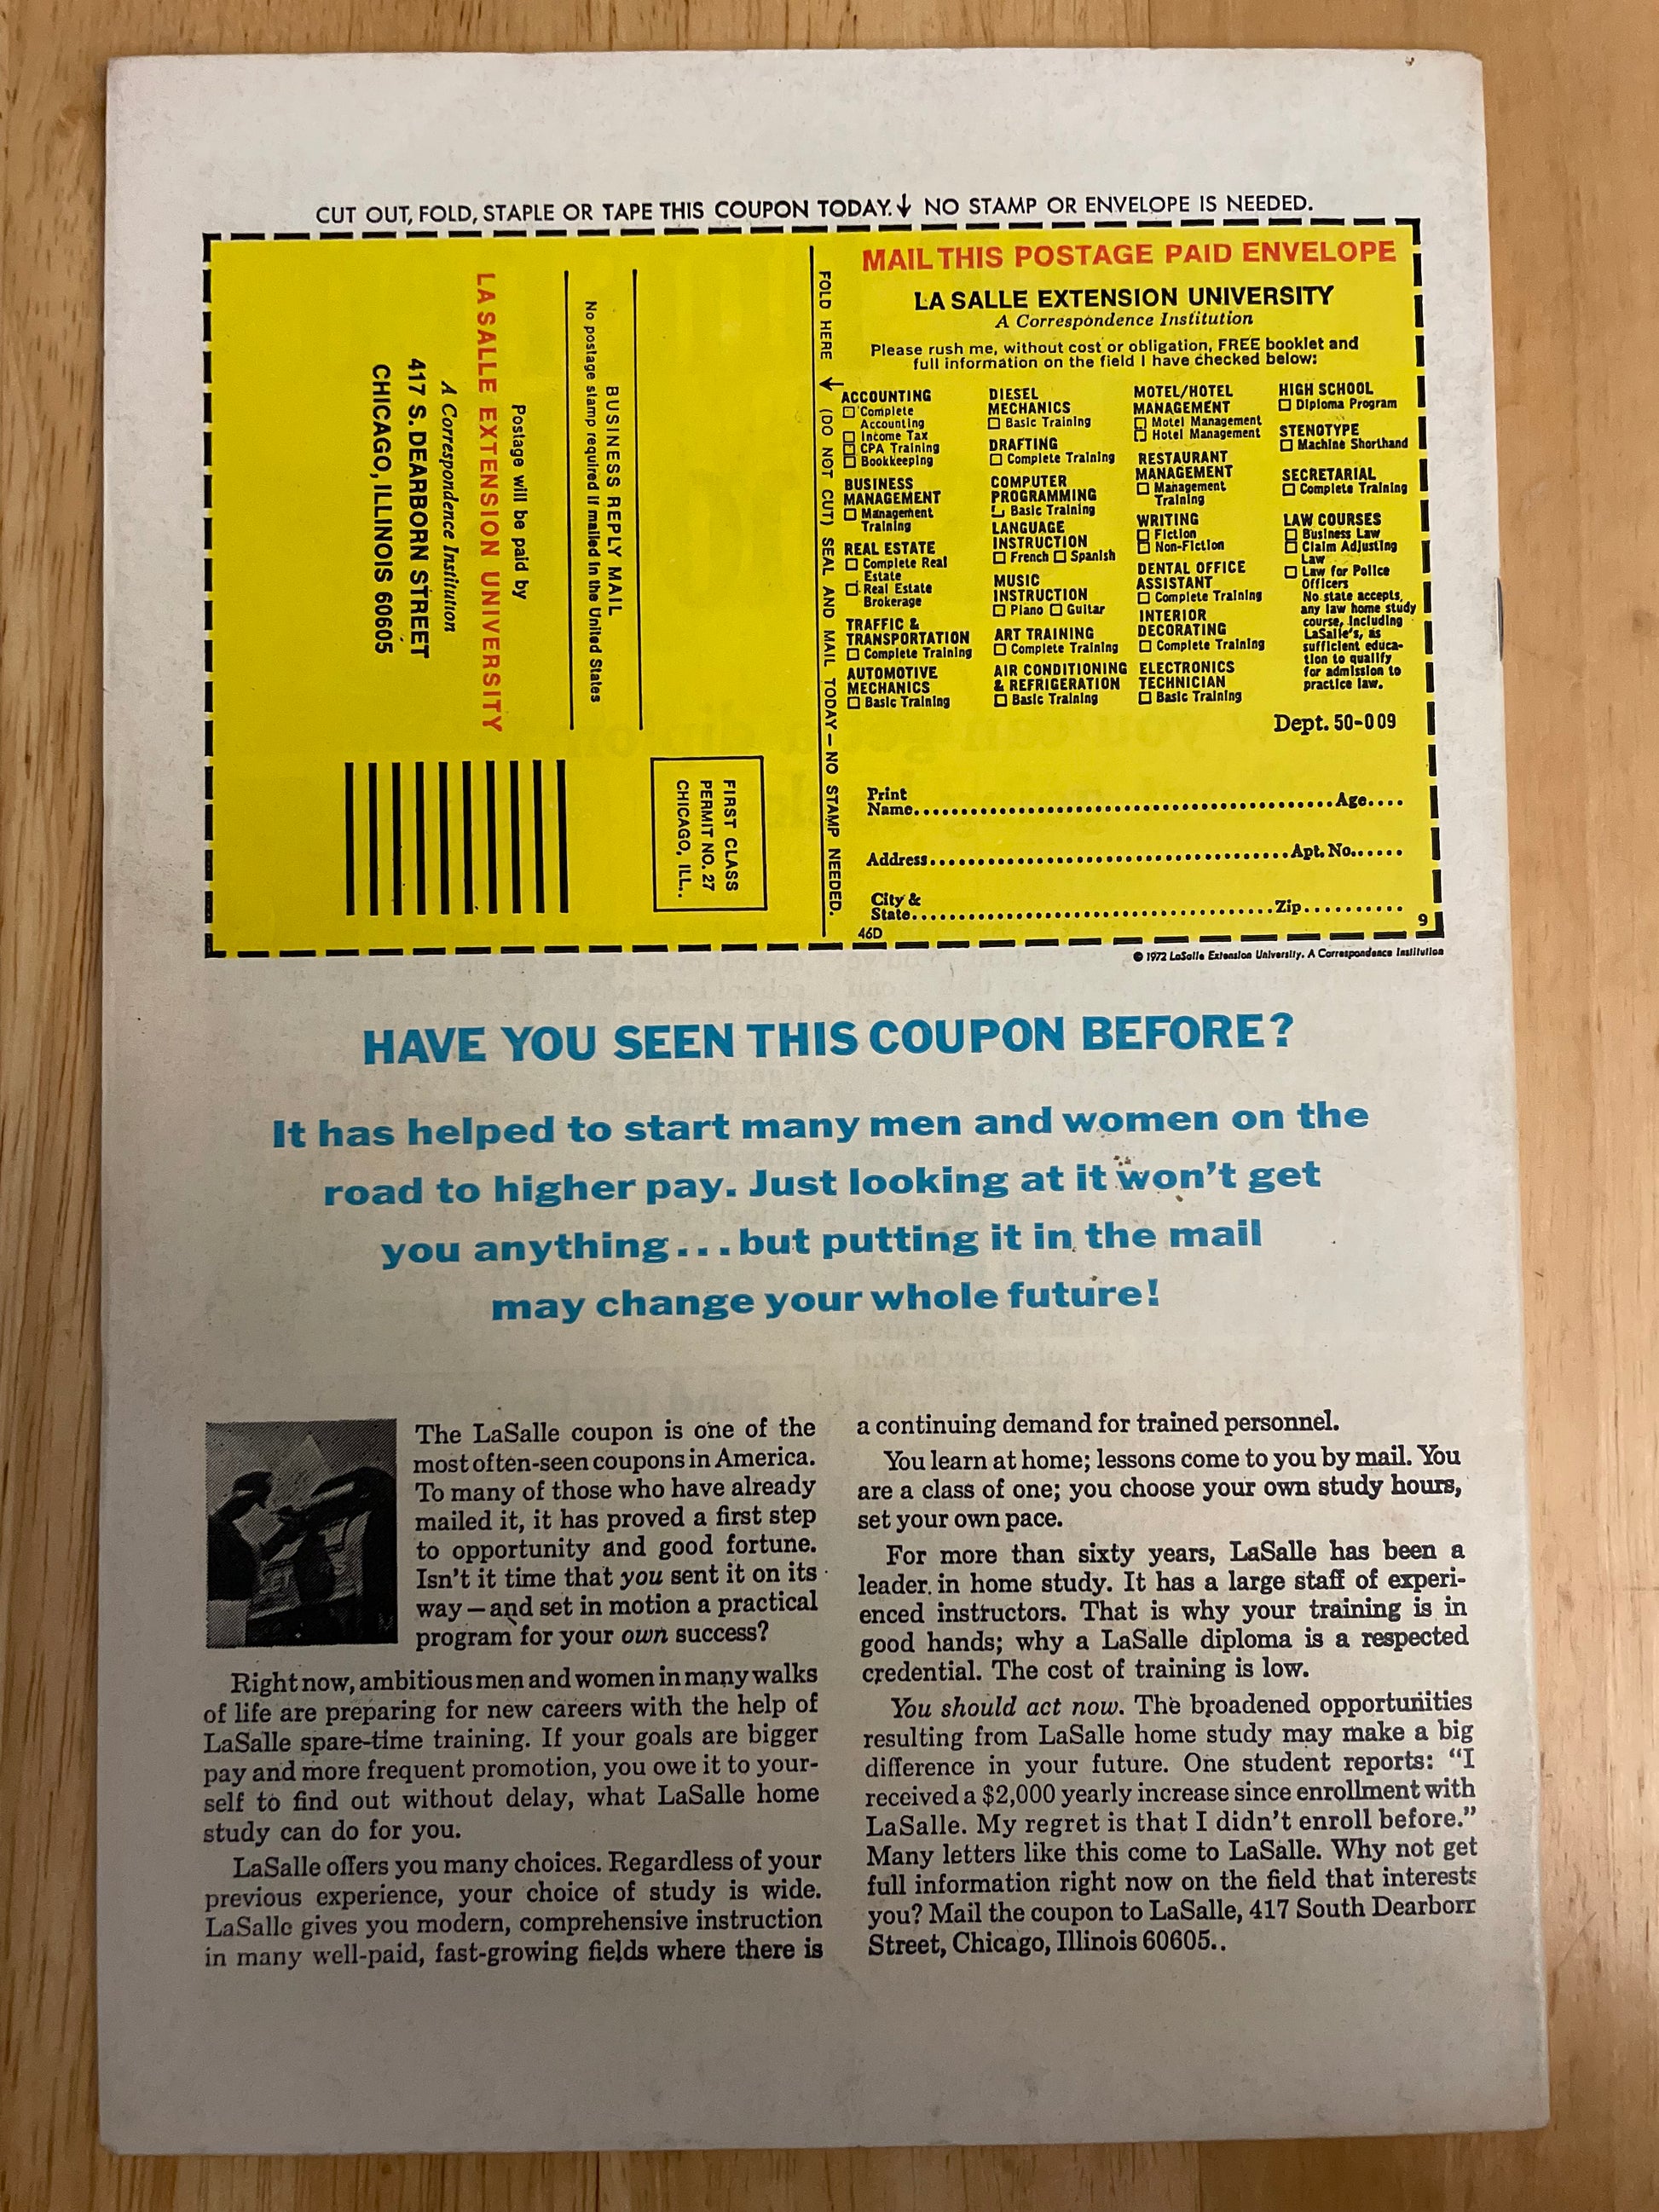 CUT OUT, FOLD, STAPLE OR TAPE THIS COUPON TODAY.↓ NO STAMP OR ENVELOPE IS NEEDED.
BUSINESS REPLY MAIL
No postage stamp required if mailed in the United States
Postage will be paid by
LA SALLE EXTENSION UNIVERSITY
A Correspondence Institution
417 S. DEARBORN STREET
CHICAGO, ILLINOIS 60605
FIRST CLASS
PERMIT NO. 27
CHICAGO, ILL..
FOLD HERE ↓ (DO NOT CUT) SEAL AND MAIL TODAY – NO STAMP NEEDED.
MAIL THIS POSTAGE PAID ENVELOPE
LA SALLE EXTENSION UNIVERSITY
A Correspondence Institution
Please rush me, without cost or obligation, FREE booklet and
full information on the field I have checked below:
ACCOUNTING
☐ Complete
Accounting
☐ Income Tax
☐ CPA Training
☐ Bookkeeping
BUSINESS
MANAGEMENT
☐ Management
Training
REAL ESTATE
☐ Complete Real
Estate
☐ Real Estate
Brokerage
TRAFFIC &
TRANSPORTATION
☐ Complete Training
AUTOMOTIVE
MECHANICS
☐ Basic Training
DIESEL
MECHANICS
☐ Basic Training
DRAFTING
☐ Complete Training
COMPUTER
PROGRAMMING
☐ Basic Training
LANGUAGE
INSTRUCTION
☐ French ☐ Spanish
MUSIC
INSTRUCTION
☐ Piano ☐ Guitar
ART TRAINING
☐ Complete Training
AIR CONDITIONING
& REFRIGERATION
☐ Basic Training
MOTEL/HOTEL
MANAGEMENT
☐ Motel Management
☐ Hotel Management
RESTAURANT
MANAGEMENT
☐ Management
Training
WRITING
☐ Fiction
☐ Non-Fiction
DENTAL OFFICE
ASSISTANT
☐ Complete Training
INTERIOR
DECORATING
☐ Complete Training
ELECTRONICS
TECHNICIAN
☐ Basic Training
HIGH SCHOOL
☐ Diploma Program
STENOTYPE
☐ Machine Shorthand
SECRETARIAL
☐ Complete Training
LAW COURSES
☐ Business Law
☐ Claim Adjusting
Law
☐ Law for Police
Officers
No state accepts
any law home study
course, including
LaSalle's, as
sufficient educa-
tion to qualify
for admission to
practice law.
Dept. 50-009
Print
Name........Age....
Address........Apt. No......
City &
State........Zip..........
46D 9
© 1972 LaSalle Extension University. A Correspondence Institution
HAVE YOU SEEN THIS COUPON BEFORE?
It has helped to start many men and women on the
road to higher pay. Just looking at it won't get
you anything...but putting it in the mail
may change your whole future!
The LaSalle coupon is one of the
most often-seen coupons in America.
To many of those who have already
mailed it, it has proved a first step
to opportunity and good fortune.
Isn't it time that you sent it on its
way—and set in motion a practical
program for your own success?
Right now, ambitious men and women in many walks
of life are preparing for new careers with the help of
LaSalle spare-time training. If your goals are bigger
pay and more frequent promotion, you owe it to your-
self to find out without delay, what LaSalle home
study can do for you.
LaSalle offers you many choices. Regardless of your
previous experience, your choice of study is wide.
LaSalle gives you modern, comprehensive instruction
in many well-paid, fast-growing fields where there is
a continuing demand for trained personnel.
You learn at home; lessons come to you by mail. You
are a class of one; you choose your own study hours,
set your own pace.
For more than sixty years, LaSalle has been a
leader in home study. It has a large staff of experi-
enced instructors. That is why your training is in
good hands; why a LaSalle diploma is a respected
credential. The cost of training is low.
You should act now. The broadened opportunities
resulting from LaSalle home study may make a big
difference in your future. One student reports: "I
received a $2,000 yearly increase since enrollment with
LaSalle. My regret is that I didn't enroll before."
Many letters like this come to LaSalle. Why not get
full information right now on the field that interests
you? Mail the coupon to LaSalle, 417 South Dearborn
Street, Chicago, Illinois 60605..